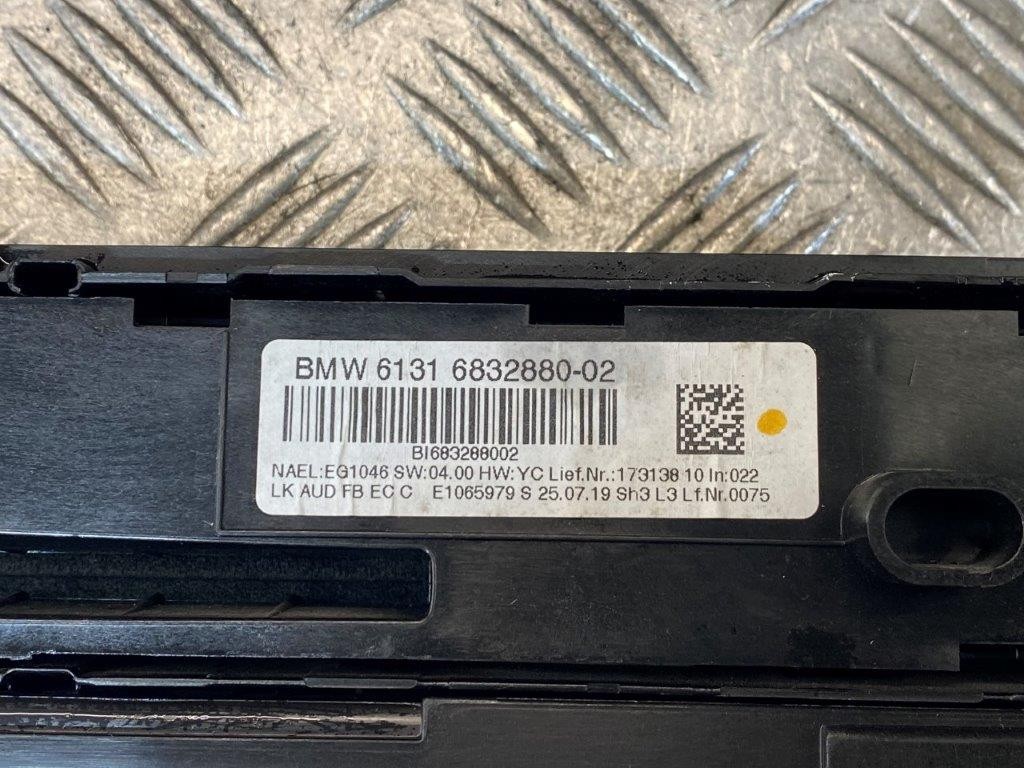 BMW 6131 6832880-02
BI683288002
NAEL:EG1046 SW:04.00 HW:YC Lief.Nr.:173138 10 In:022
LK AUD FB EC C E1065979 S 25.07.19 Sh3 L3 Lf.Nr.0075